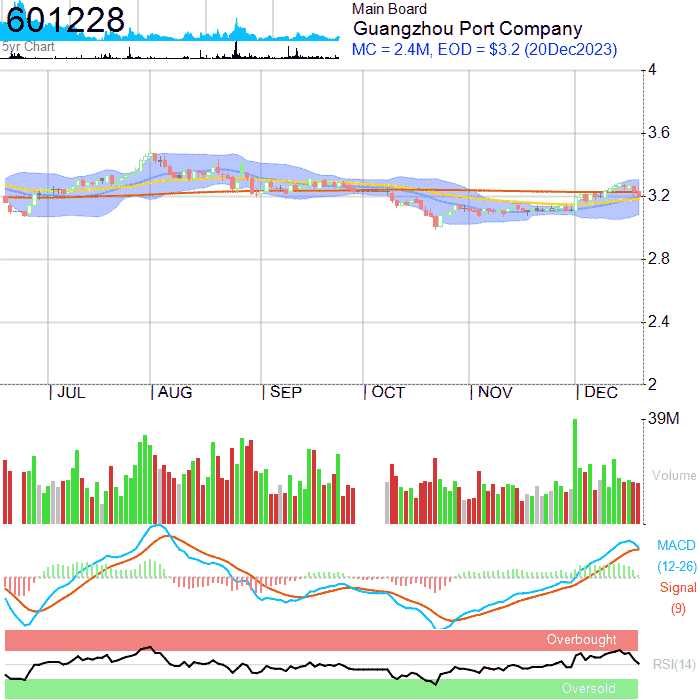 601228
5yr Chart
Main Board
Guangzhou Port Company
MC = 2.4M, EOD = $3.2 (20Dec2023)
4
3.6
3.2
2.8
2.4
2
JUL AUG SEP OCT NOV DEC
39M
Volume
MACD
(12-26)
Signal
(9)
Overbought
RSI(14)
Oversold